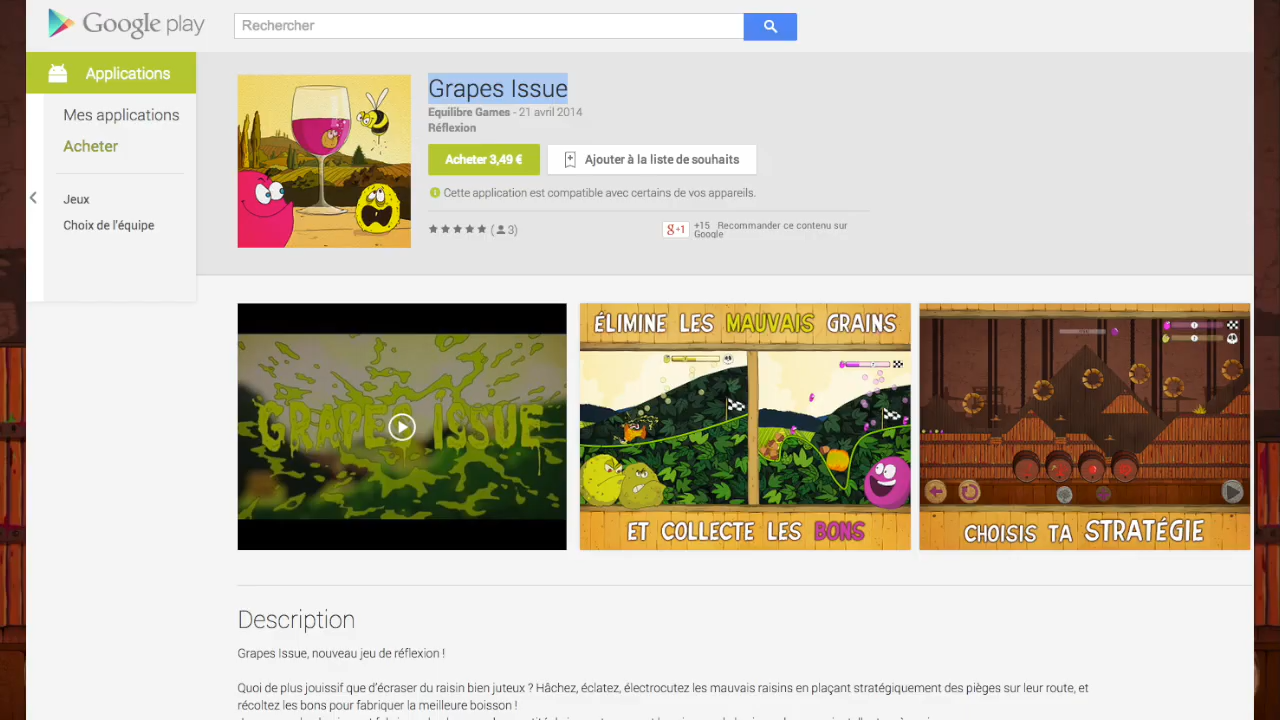 Google play
Rechercher
Applications
Mes applications
Acheter
Jeux
Choix de l'équipe
Grapes Issue
Equilibre Games - 21 avril 2014
Réflexion
Acheter 3,49 €
Ajouter à la liste de souhaits
Cette application est compatible avec certains de vos appareils.
( 3)
g+1
+15 Recommander ce contenu sur
Google
GRAPES ISSUE
ÉLIMINE LES MAUVAIS GRAINS
ET COLLECTE LES BONS
CHOISIS TA STRATÉGIE
Description
Grapes Issue, nouveau jeu de réflexion !
Quoi de plus jouissif que d'écraser du raisin bien juteux ? Hâchez, éclatez, électrocutez les mauvais raisins en plaçant stratégiquement des pièges sur leur route, et
récoltez les bons pour fabriquer la meilleure boisson !